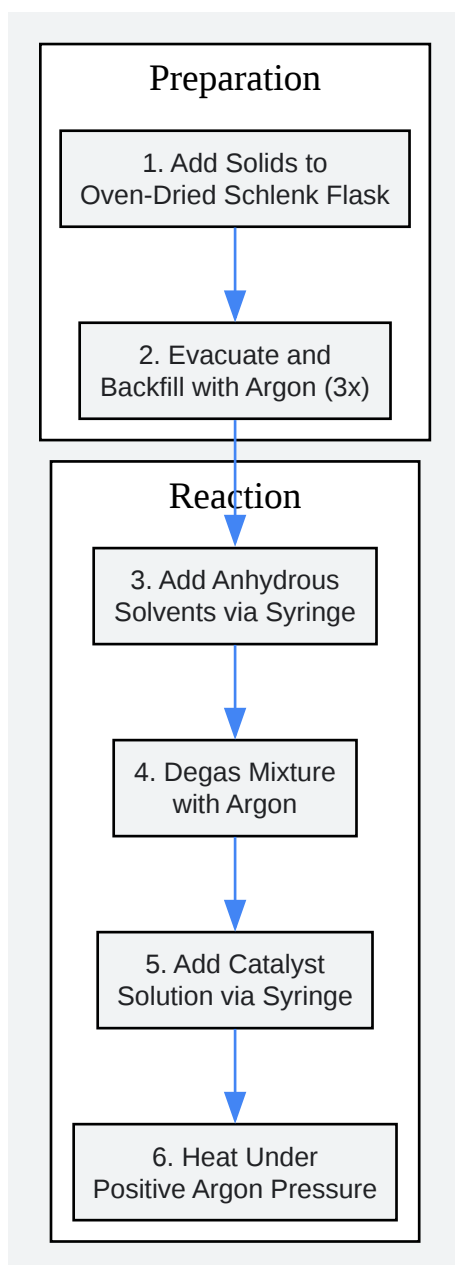 Preparation
1. Add Solids to
Oven-Dried Schlenk Flask
2. Evacuate and
Backfill with Argon (3x)
Reaction
3. Add Anhydrous
Solvents via Syringe
4. Degas Mixture
with Argon
5. Add Catalyst
Solution via Syringe
6. Heat Under
Positive Argon Pressure